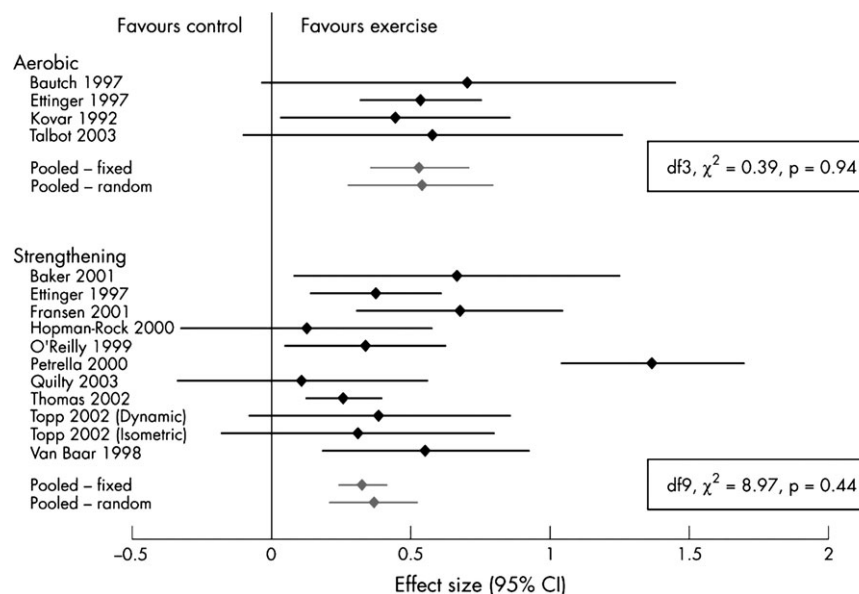 Favours control Favours exercise
Aerobic
Bautch 1997
Ettinger 1997
Kovar 1992
Talbot 2003
Pooled – fixed
Pooled – random
df3, χ² = 0.39, p = 0.94
Strengthening
Baker 2001
Ettinger 1997
Fransen 2001
Hopman-Rock 2000
O'Reilly 1999
Petrella 2000
Quilty 2003
Thomas 2002
Topp 2002 (Dynamic)
Topp 2002 (Isometric)
Van Baar 1998
Pooled – fixed
Pooled – random
df9, χ² = 8.97, p = 0.44
–0.5 0 0.5 1 1.5 2
Effect size (95% CI)